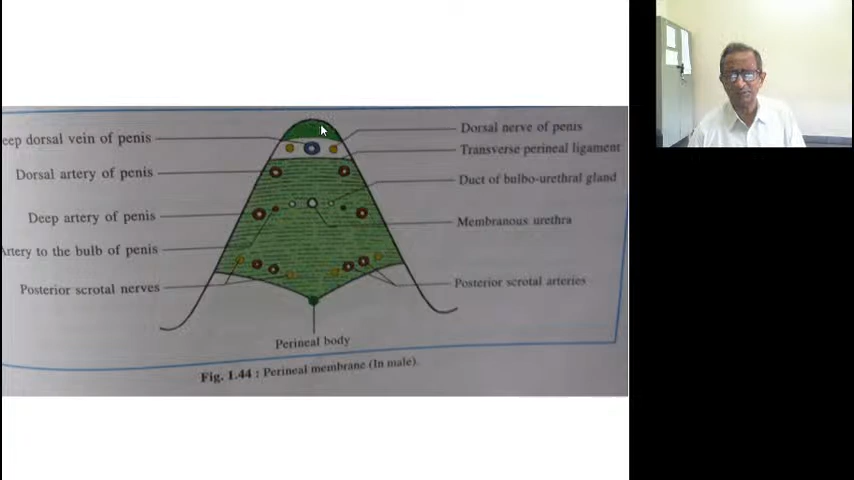 eep dorsal vein of penis
Dorsal artery of penis
Deep artery of penis
Artery to the bulb of penis
Posterior scrotal nerves
Dorsal nerve of penis
Transverse perineal ligament
Duct of bulbo-urethral gland
Membranous urethra
Posterior scrotal arteries
Perineal body
Fig. 1.44 : Perineal membrane (In male).